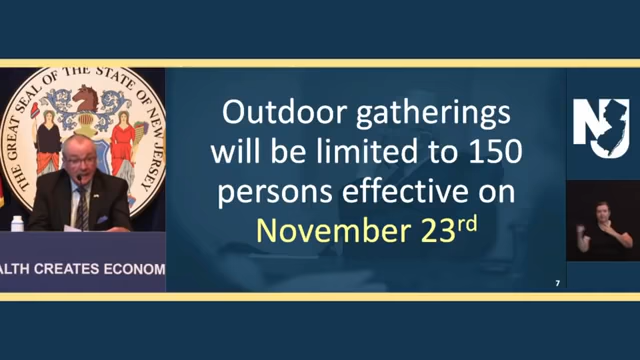 THE GREAT SEAL OF THE STATE OF NEW JERSEY
ALTH CREATES ECONOM
Outdoor gatherings
will be limited to 150
persons effective on
November 23rd
7
NJ